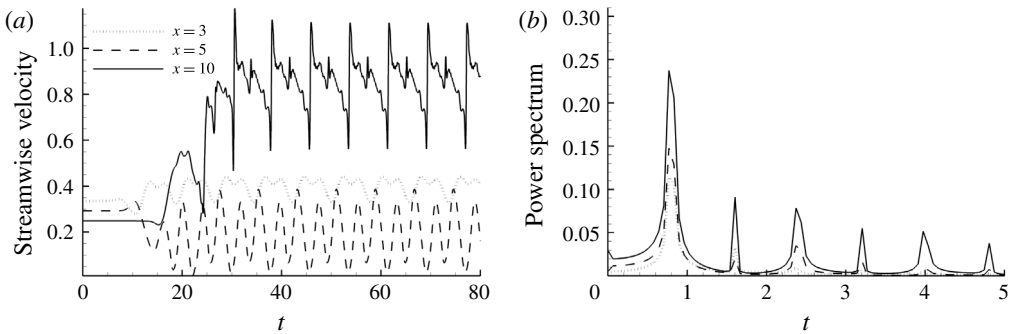 (a)
x = 3
x = 5
x = 10
1.0
0.8
0.6
0.4
0.2
0 20 40 60 80
Streamwise velocity
t
(b)
0.30
0.25
0.20
0.15
0.10
0.05
0 1 2 3 4 5
Power spectrum
t